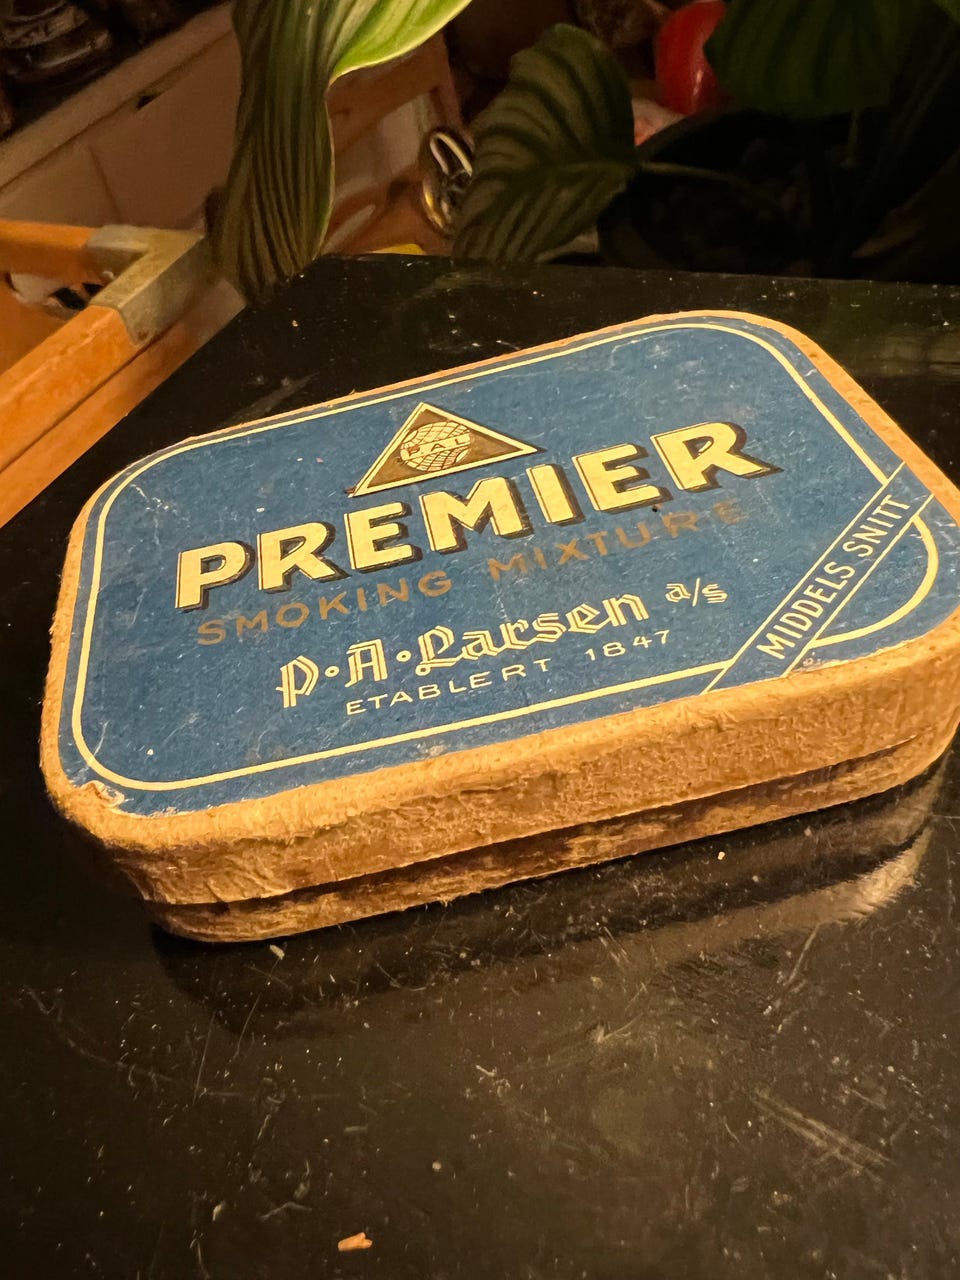 P.A.L.
PREMIER
SMOKING MIXTURE
P·A·Larsen a/s
ETABLERT 1847
MIDDELS SNITT